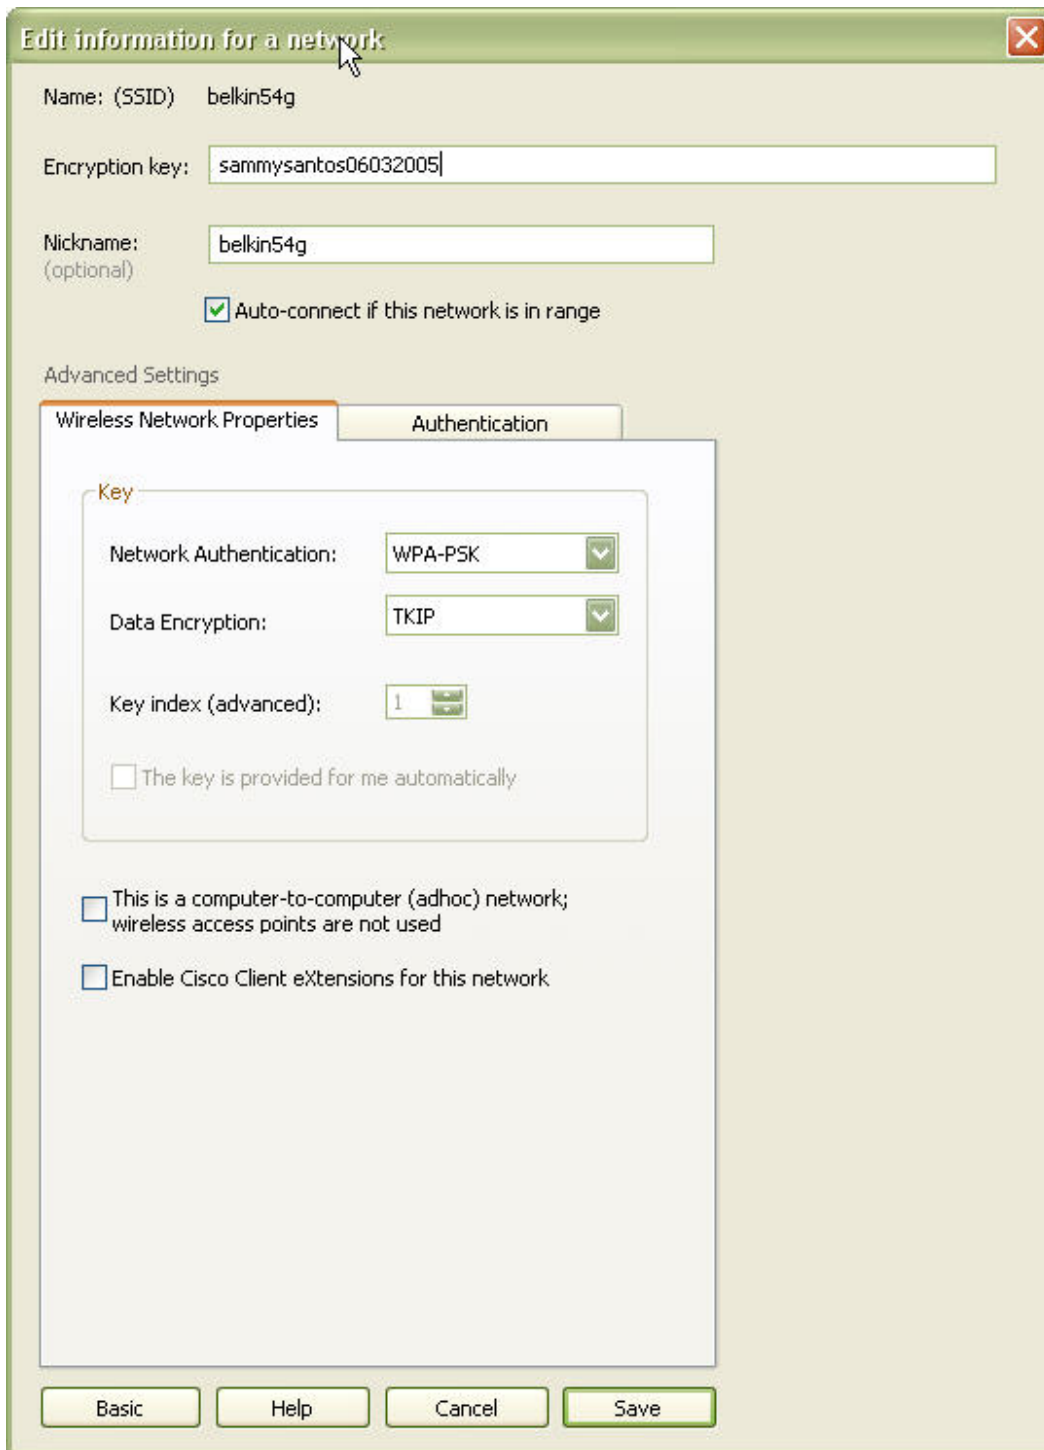 Edit information for a network
Name: (SSID) belkin54g
Encryption key: sammysantos06032005
Nickname: belkin54g
(optional)
Auto-connect if this network is in range
Advanced Settings
Wireless Network Properties Authentication
Key
Network Authentication: WPA-PSK
Data Encryption: TKIP
Key index (advanced): 1
The key is provided for me automatically
This is a computer-to-computer (adhoc) network;
wireless access points are not used
Enable Cisco Client eXtensions for this network
Basic Help Cancel Save